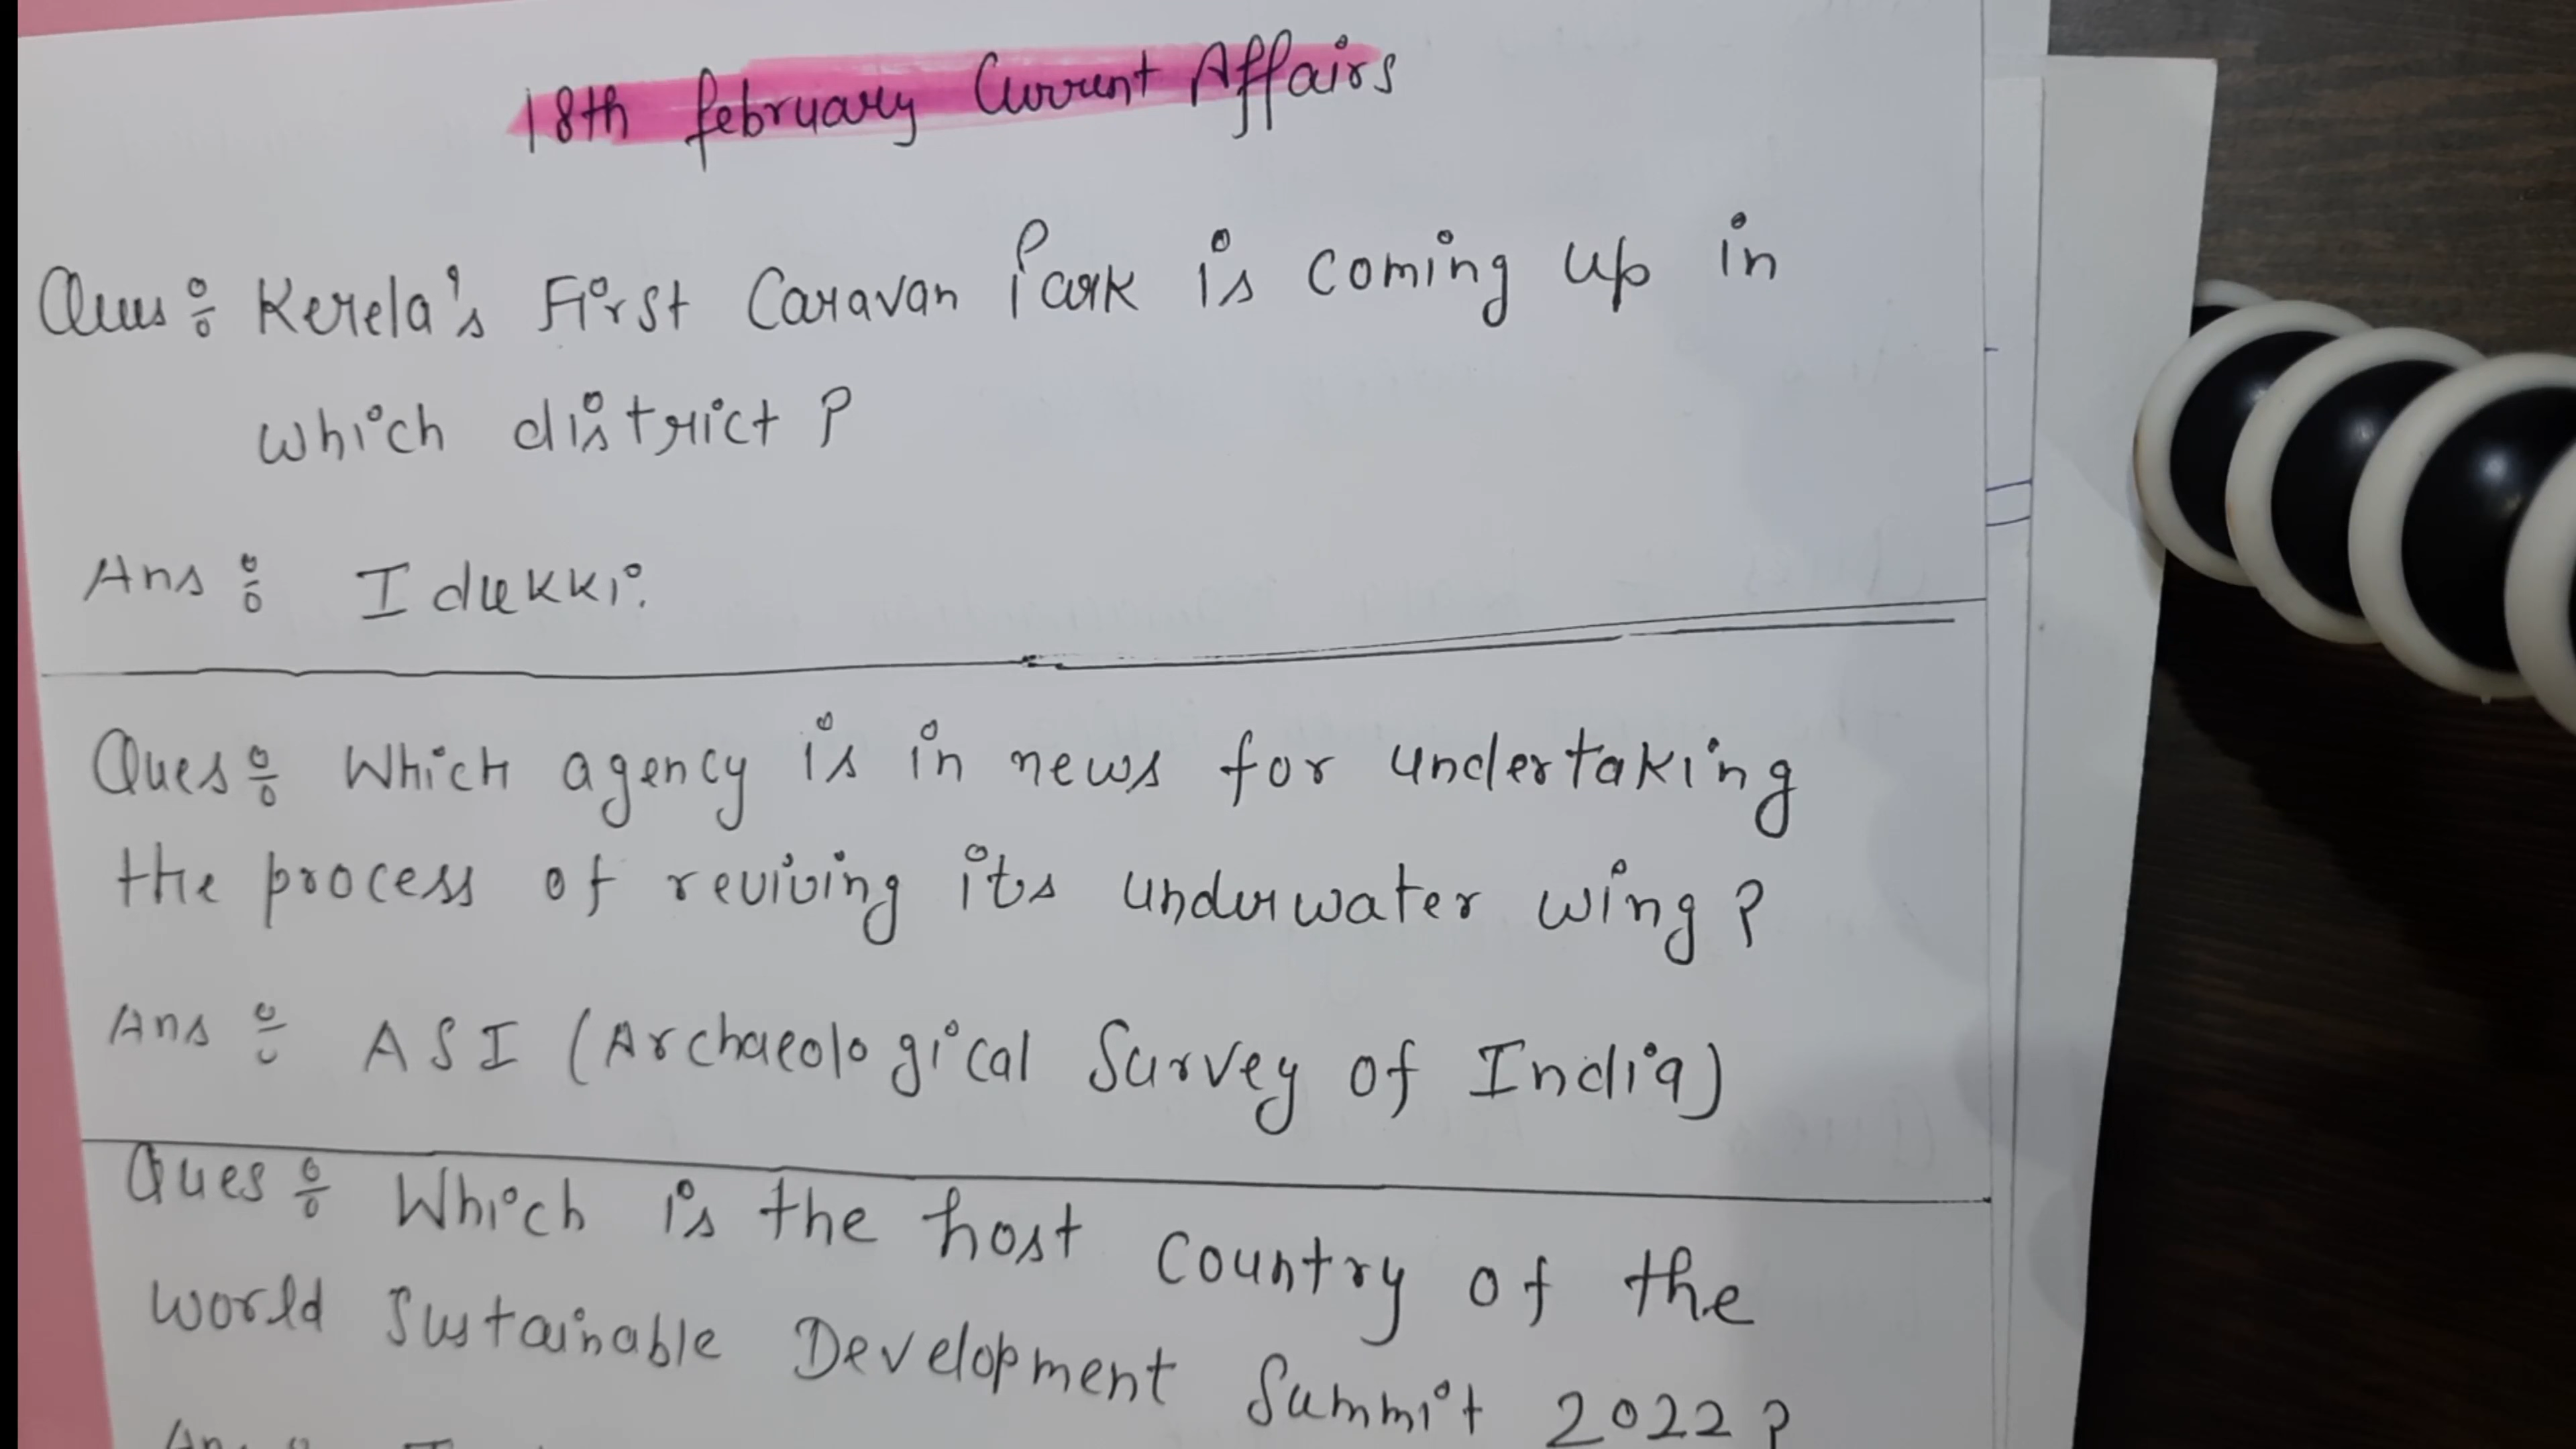 18th february Current Affairs
Ques: Kerela's First Caravan Park is coming up in
which district ?
Ans: Idukki.
Ques: Which agency is in news for undertaking
the process of reviving its underwater wing ?
Ans: ASI (Archaeological Survey of India)
Ques: Which is the host country of the
world Sustainable Development Summit 2022 ?